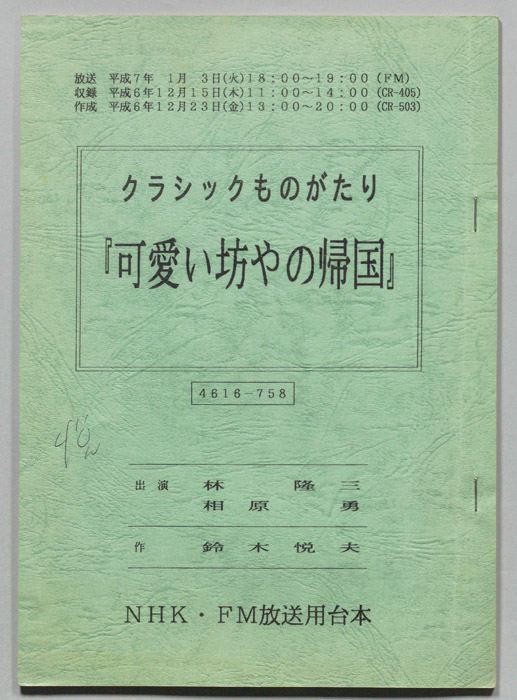 放送 平成7年 1月 3日(火)18:00～19:00(FM)
収録 平成6年12月15日(木)11:00～14:00(CR-405)
作成 平成6年12月23日(金)13:00～20:00(CR-503)
クラシックものがたり
『可愛い坊やの帰国』
4616-758
出演 林 隆三
相原 勇
作 鈴木悦夫
NHK・FM放送用台本